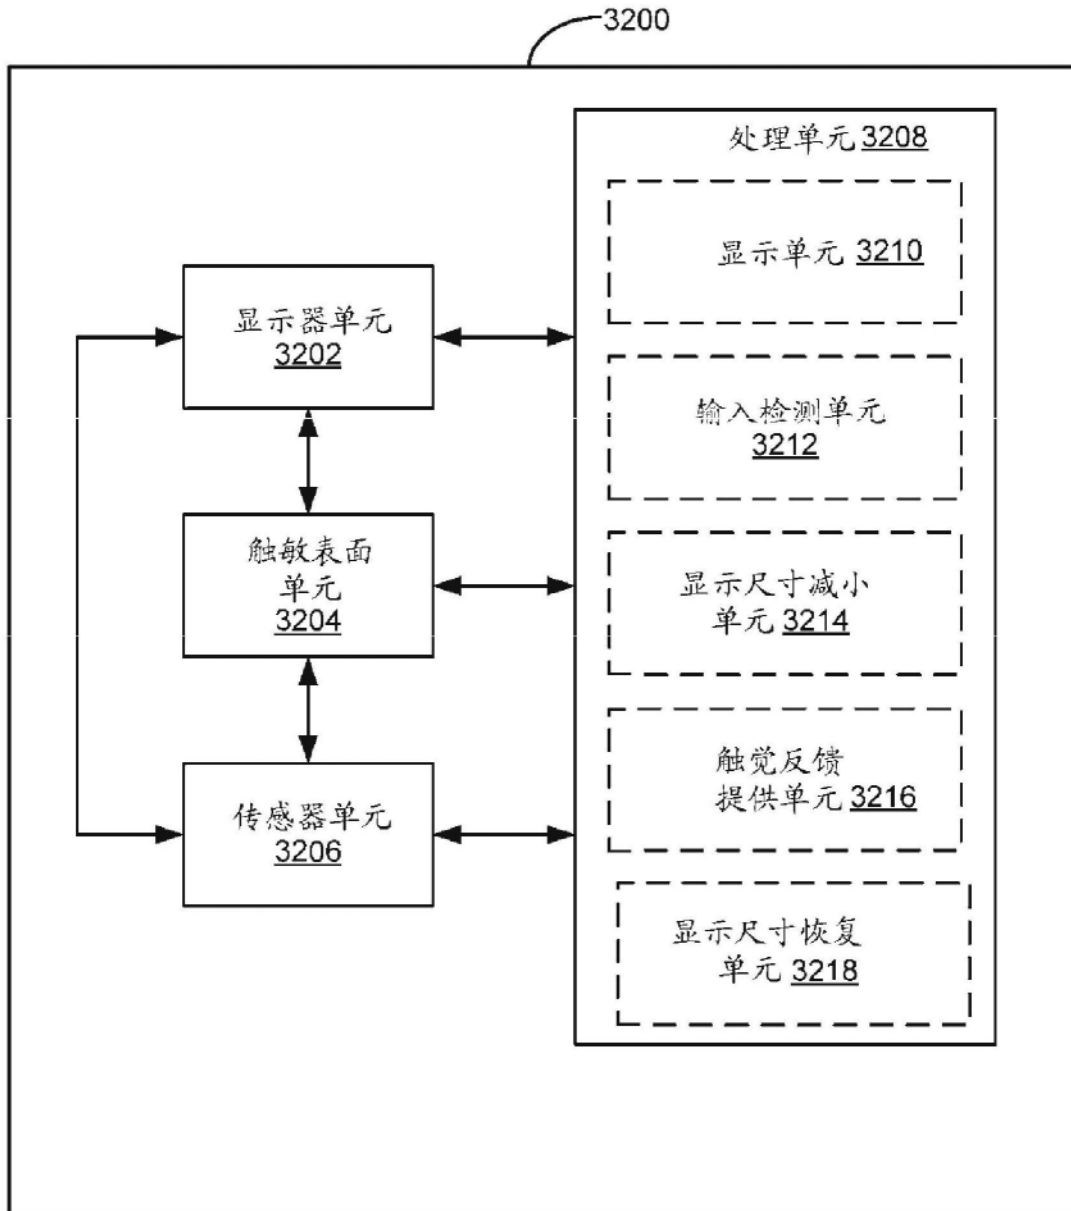 3200
处理单元 3208
显示单元 3210
输入检测单元
3212
显示尺寸减小
单元 3214
触觉反馈
提供单元 3216
显示尺寸恢复
单元 3218
显示器单元
3202
触敏表面
单元
3204
传感器单元
3206